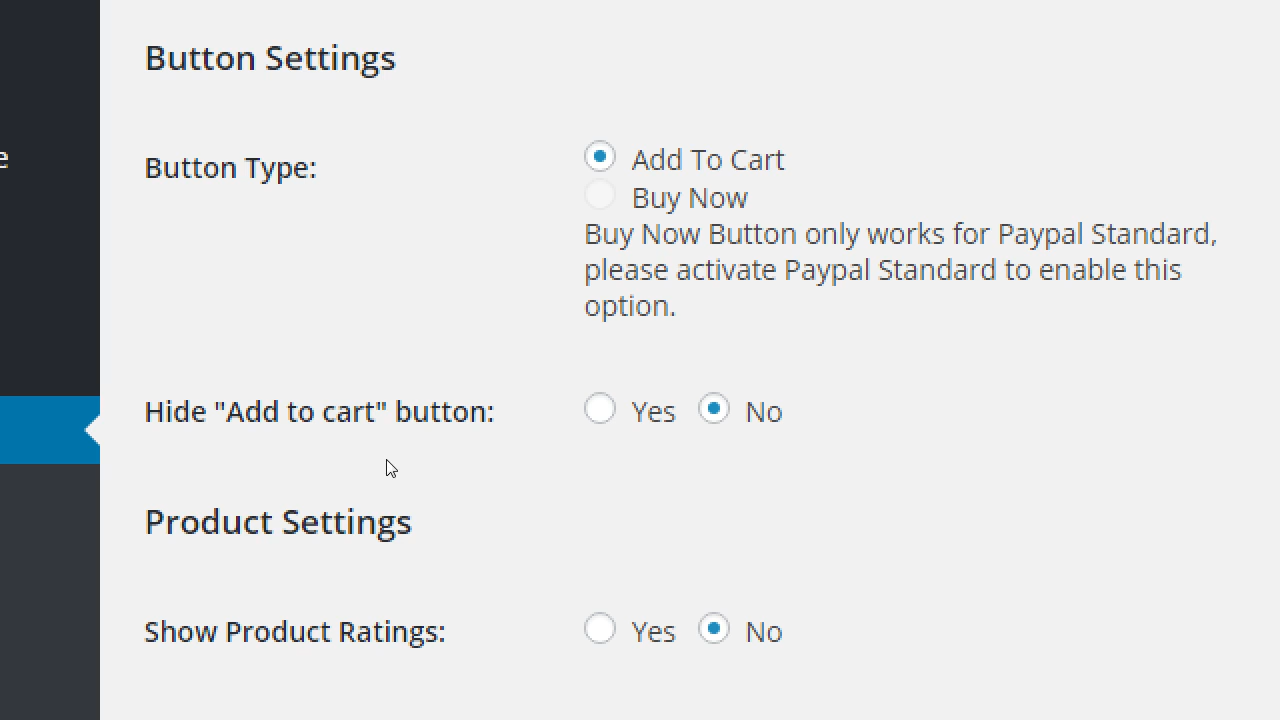 Button Settings
e
Button Type:
Add To Cart
Buy Now
Buy Now Button only works for Paypal Standard,
please activate Paypal Standard to enable this
option.
Hide "Add to cart" button:
Yes No
Product Settings
Show Product Ratings:
Yes No